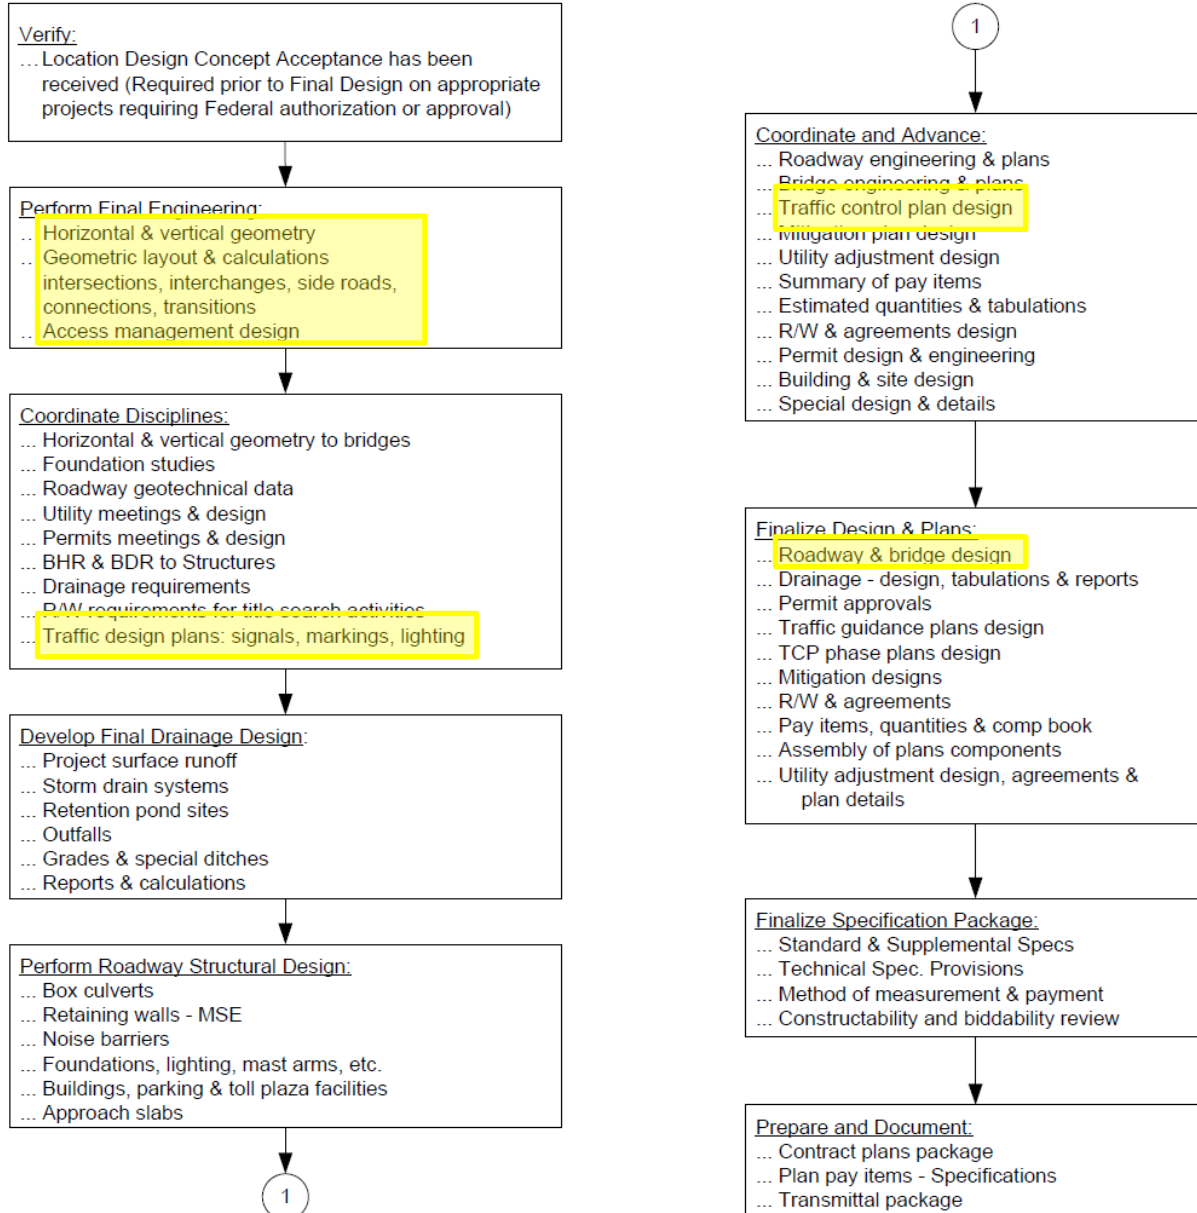 Verify:
... Location Design Concept Acceptance has been
received (Required prior to Final Design on appropriate
projects requiring Federal authorization or approval)
Perform Final Engineering:
... Horizontal & vertical geometry
... Geometric layout & calculations
intersections, interchanges, side roads,
connections, transitions
... Access management design
Coordinate Disciplines:
... Horizontal & vertical geometry to bridges
... Foundation studies
... Roadway geotechnical data
... Utility meetings & design
... Permits meetings & design
... BHR & BDR to Structures
... Drainage requirements
... R/W requirements for title search activities
... Traffic design plans: signals, markings, lighting
Develop Final Drainage Design:
... Project surface runoff
... Storm drain systems
... Retention pond sites
... Outfalls
... Grades & special ditches
... Reports & calculations
Perform Roadway Structural Design:
... Box culverts
... Retaining walls - MSE
... Noise barriers
... Foundations, lighting, mast arms, etc.
... Buildings, parking & toll plaza facilities
... Approach slabs
1
1
Coordinate and Advance:
... Roadway engineering & plans
... Bridge engineering & plans
... Traffic control plan design
... Mitigation plan design
... Utility adjustment design
... Summary of pay items
... Estimated quantities & tabulations
... R/W & agreements design
... Permit design & engineering
... Building & site design
... Special design & details
Finalize Design & Plans:
... Roadway & bridge design
... Drainage - design, tabulations & reports
... Permit approvals
... Traffic guidance plans design
... TCP phase plans design
... Mitigation designs
... R/W & agreements
... Pay items, quantities & comp book
... Assembly of plans components
... Utility adjustment design, agreements &
plan details
Finalize Specification Package:
... Standard & Supplemental Specs
... Technical Spec. Provisions
... Method of measurement & payment
... Constructability and biddability review
Prepare and Document:
... Contract plans package
... Plan pay items - Specifications
... Transmittal package